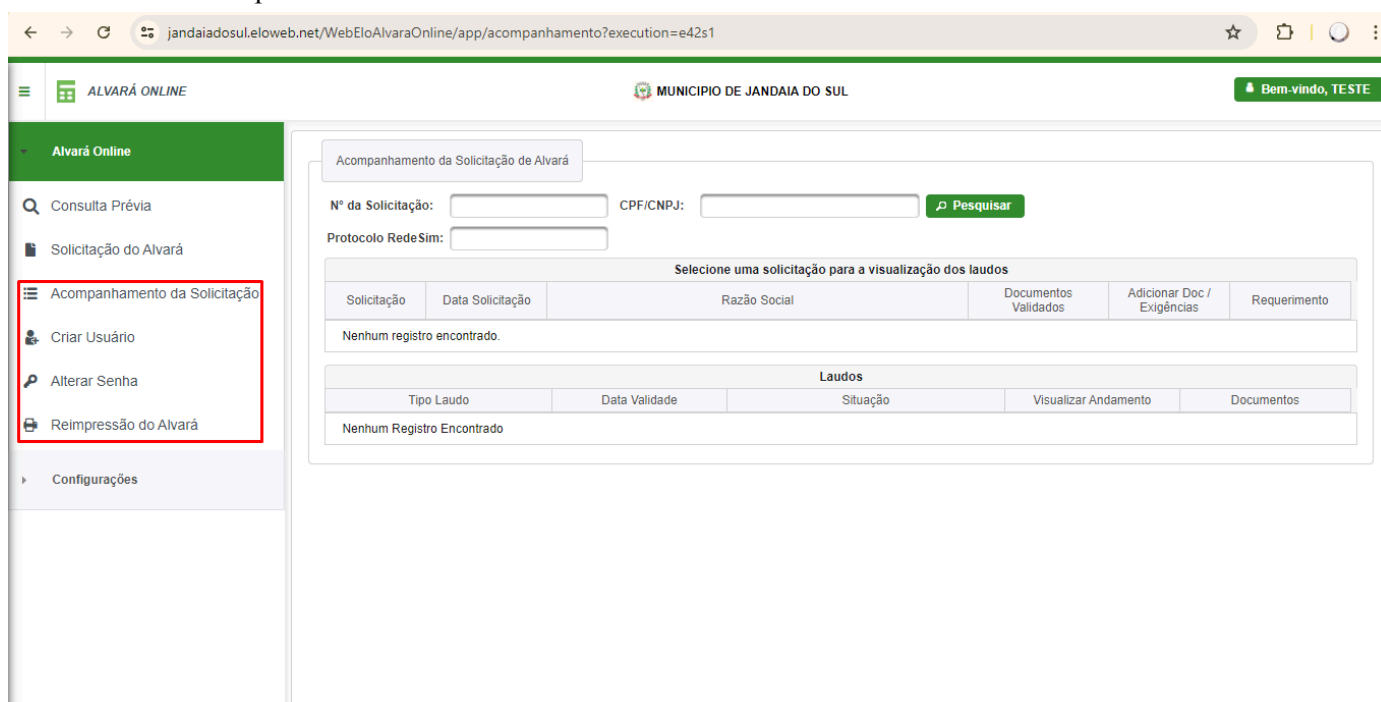 jandaiadosul.eloweb.net/WebEloAlvaraOnline/app/acompanhamento?execution=e42s1
ALVARÁ ONLINE
MUNICIPIO DE JANDAIA DO SUL
Bem-vindo, TESTE
Alvará Online
Consulta Prévia
Solicitação do Alvará
Acompanhamento da Solicitação
Criar Usuário
Alterar Senha
Reimpressão do Alvará
Configurações
Acompanhamento da Solicitação de Alvará
Nº da Solicitação: CPF/CNPJ: Pesquisar
Protocolo RedeSim:
Selecione uma solicitação para a visualização dos laudos
Solicitação Data Solicitação Razão Social Documentos Validados Adicionar Doc / Exigências Requerimento
Nenhum registro encontrado.
Laudos
Tipo Laudo Data Validade Situação Visualizar Andamento Documentos
Nenhum Registro Encontrado